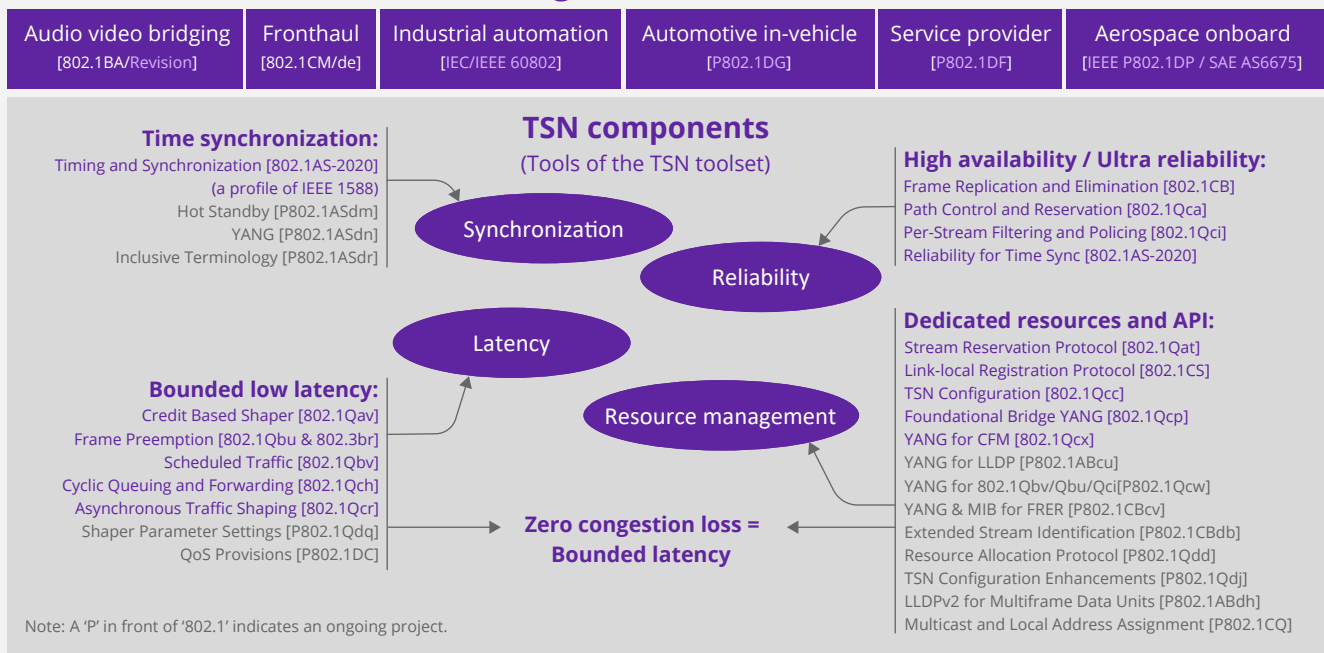 Audio video bridging
[802.1BA/Revision]
Fronthaul
[802.1CM/de]
Industrial automation
[IEC/IEEE 60802]
Automotive in-vehicle
[P802.1DG]
Service provider
[P802.1DF]
Aerospace onboard
[IEEE P802.1DP / SAE AS6675]
TSN components
(Tools of the TSN toolset)
Time synchronization:
Timing and Synchronization [802.1AS-2020]
(a profile of IEEE 1588)
Hot Standby [P802.1ASdm]
YANG [P802.1ASdn]
Inclusive Terminology [P802.1ASdr]
Synchronization
High availability / Ultra reliability:
Frame Replication and Elimination [802.1CB]
Path Control and Reservation [802.1Qca]
Per-Stream Filtering and Policing [802.1Qci]
Reliability for Time Sync [802.1AS-2020]
Reliability
Latency
Bounded low latency:
Credit Based Shaper [802.1Qav]
Frame Preemption [802.1Qbu & 802.3br]
Scheduled Traffic [802.1Qbv]
Cyclic Queuing and Forwarding [802.1Qch]
Asynchronous Traffic Shaping [802.1Qcr]
Shaper Parameter Settings [P802.1Qdq]
QoS Provisions [P802.1DC]
Resource management
Dedicated resources and API:
Stream Reservation Protocol [802.1Qat]
Link-local Registration Protocol [802.1CS]
TSN Configuration [802.1Qcc]
Foundational Bridge YANG [802.1Qcp]
YANG for CFM [802.1Qcx]
YANG for LLDP [P802.1ABcu]
YANG for 802.1Qbv/Qbu/Qci[P802.1Qcw]
YANG & MIB for FRER [P802.1CBcv]
Extended Stream Identification [P802.1CBdb]
Resource Allocation Protocol [P802.1Qdd]
TSN Configuration Enhancements [P802.1Qdj]
LLDPv2 for Multiframe Data Units [P802.1ABdh]
Multicast and Local Address Assignment [P802.1CQ]
Zero congestion loss =
Bounded latency
Note: A ‘P’ in front of ‘802.1’ indicates an ongoing project.